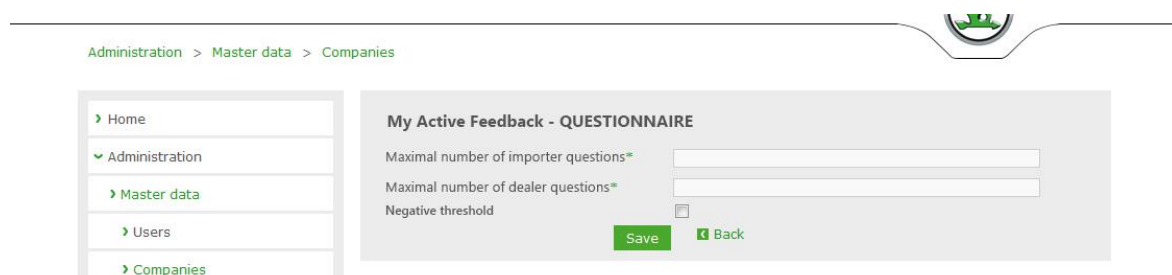 Administration > Master data > Companies
Home
Administration
Master data
Users
Companies
My Active Feedback - QUESTIONNAIRE
Maximal number of importer questions*
Maximal number of dealer questions*
Negative threshold
Save Back